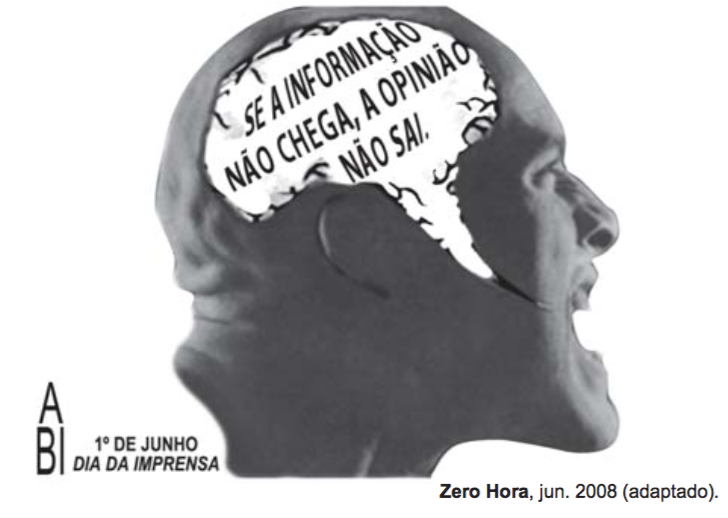 SE A INFORMAÇÃO
NÃO CHEGA, A OPINIÃO
NÃO SAI.
A
BI
1º DE JUNHO
DIA DA IMPRENSA
Zero Hora, jun. 2008 (adaptado).